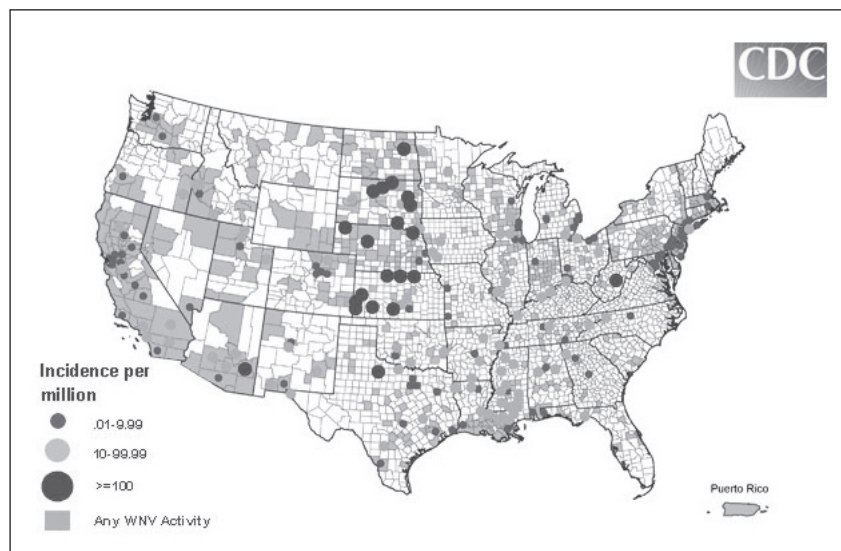 CDC
Incidence per
million
.01-9.99
10-99.99
>=100
Any WNV Activity
Puerto Rico